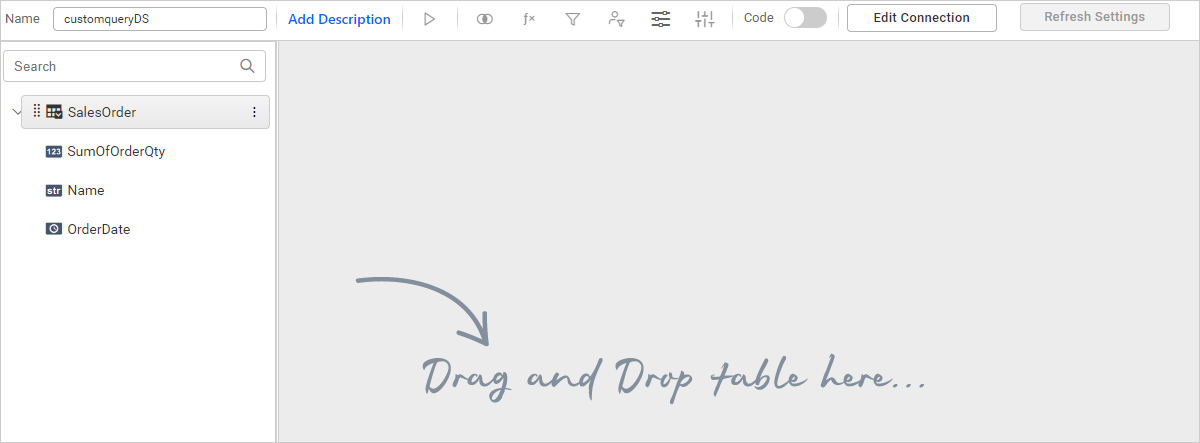 Name customqueryDS Add Description ƒx Code Edit Connection Refresh Settings
Search
SalesOrder
123 SumOfOrderQty
str Name
OrderDate
Drag and Drop table here...